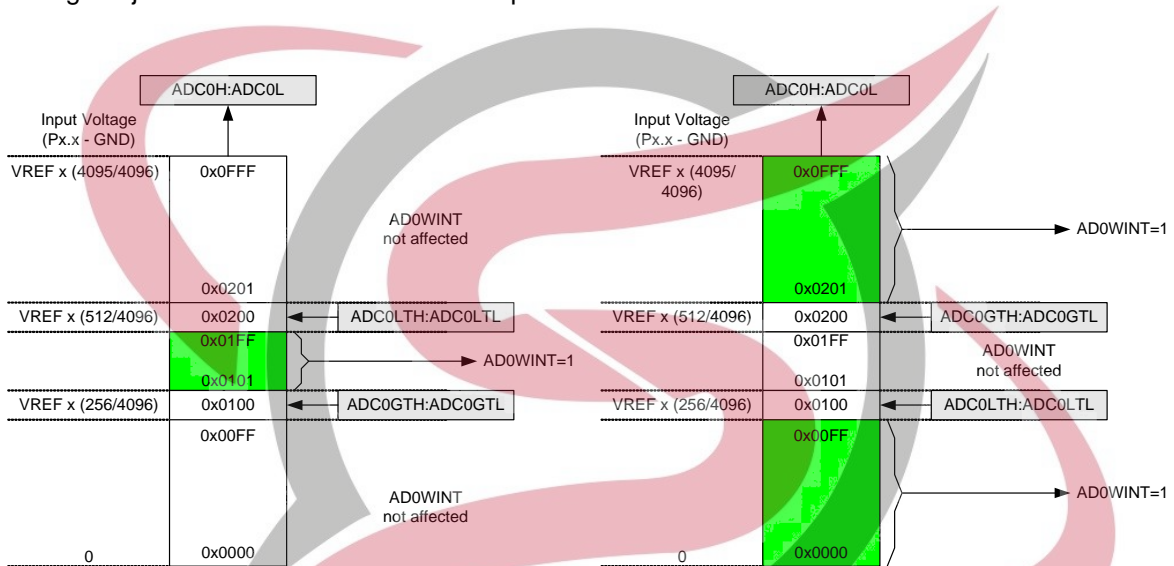 ADC0H:ADC0L
Input Voltage
(Px.x - GND)
VREF x (4095/4096)
0x0FFF
AD0WINT
not affected
0x0201
VREF x (512/4096)
0x0200
ADC0LTH:ADC0LTL
0x01FF
AD0WINT=1
0x0101
VREF x (256/4096)
0x0100
ADC0GTH:ADC0GTL
0x00FF
AD0WINT
not affected
0
0x0000
ADC0H:ADC0L
Input Voltage
(Px.x - GND)
VREF x (4095/
4096)
0x0FFF
AD0WINT=1
0x0201
VREF x (512/4096)
0x0200
ADC0GTH:ADC0GTL
0x01FF
AD0WINT
not affected
0x0101
VREF x (256/4096)
0x0100
ADC0LTH:ADC0LTL
0x00FF
AD0WINT=1
0
0x0000